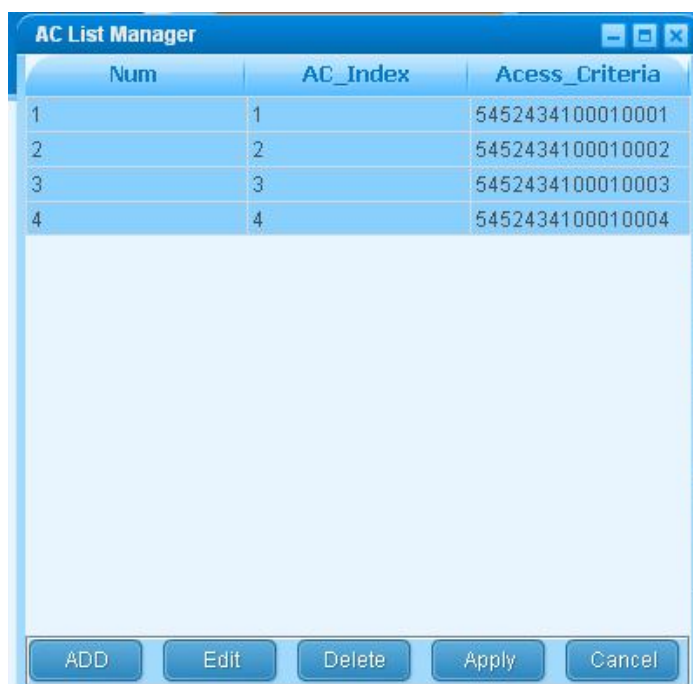 AC List Manager
Num AC_Index Acess_Criteria
1 1 5452434100010001
2 2 5452434100010002
3 3 5452434100010003
4 4 5452434100010004
ADD Edit Delete Apply Cancel